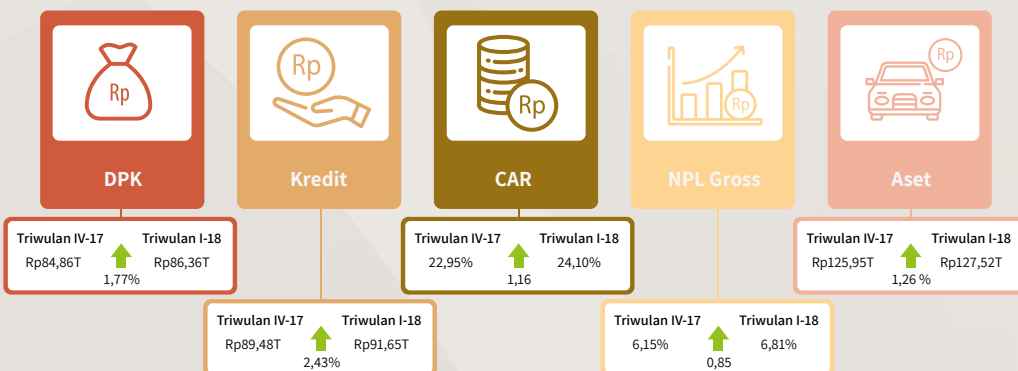 Rp
DPK
Triwulan IV-17 Triwulan I-18
Rp84,86T Rp86,36T
1,77%
Rp
Kredit
Triwulan IV-17 Triwulan I-18
Rp89,48T Rp91,65T
2,43%
Rp
CAR
Triwulan IV-17 Triwulan I-18
22,95% 24,10%
1,16
Rp
NPL Gross
Triwulan IV-17 Triwulan I-18
6,15% 6,81%
0,85
Rp
Aset
Triwulan IV-17 Triwulan I-18
Rp125,95T Rp127,52T
1,26 %